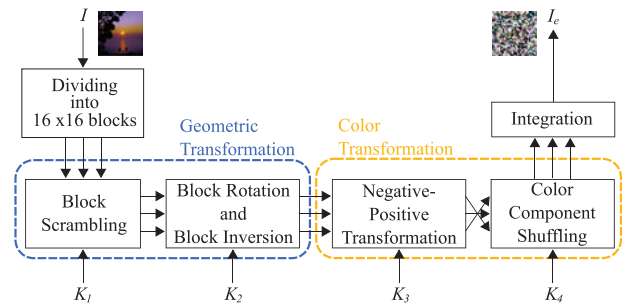 I
I_e
Dividing
into
16 x16 blocks
Integration
Geometric
Transformation
Color
Transformation
Block
Scrambling
Block Rotation
and
Block Inversion
Negative-
Positive
Transformation
Color
Component
Shuffling
K_1
K_2
K_3
K_4